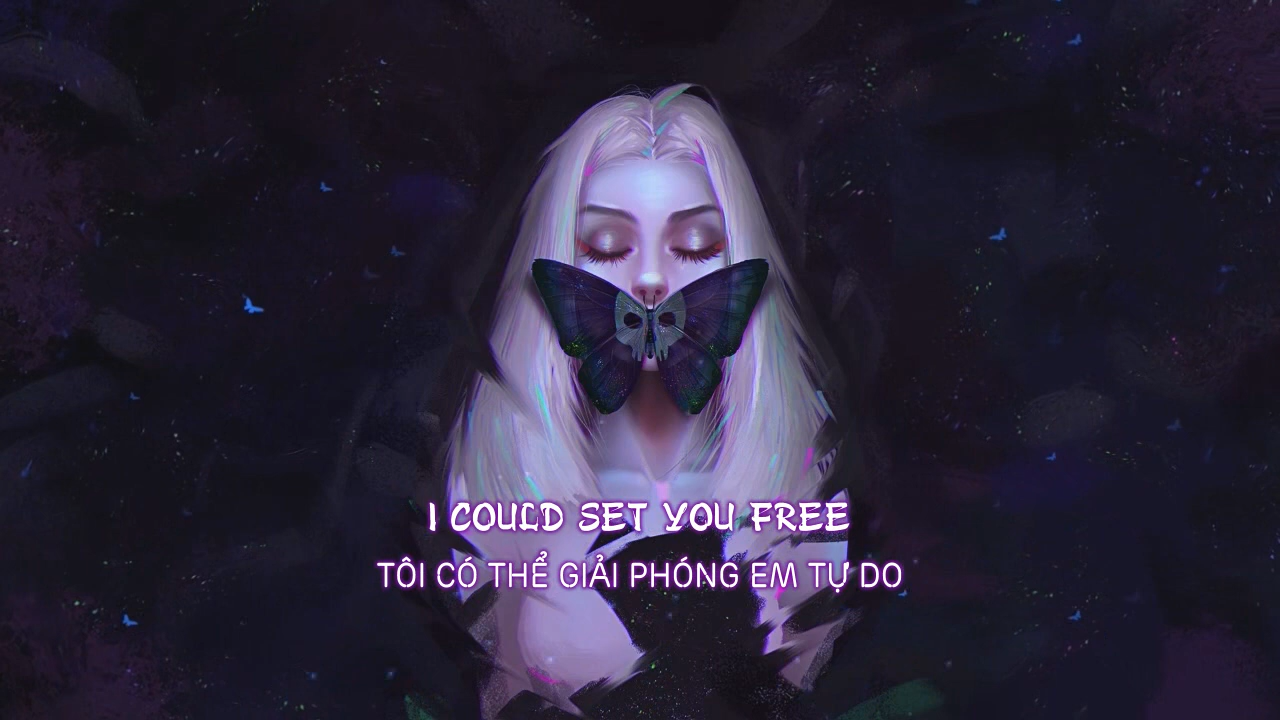 I COULD SET YOU FREE
TÔI CÓ THỂ GIẢI PHÓNG EM TỰ DO